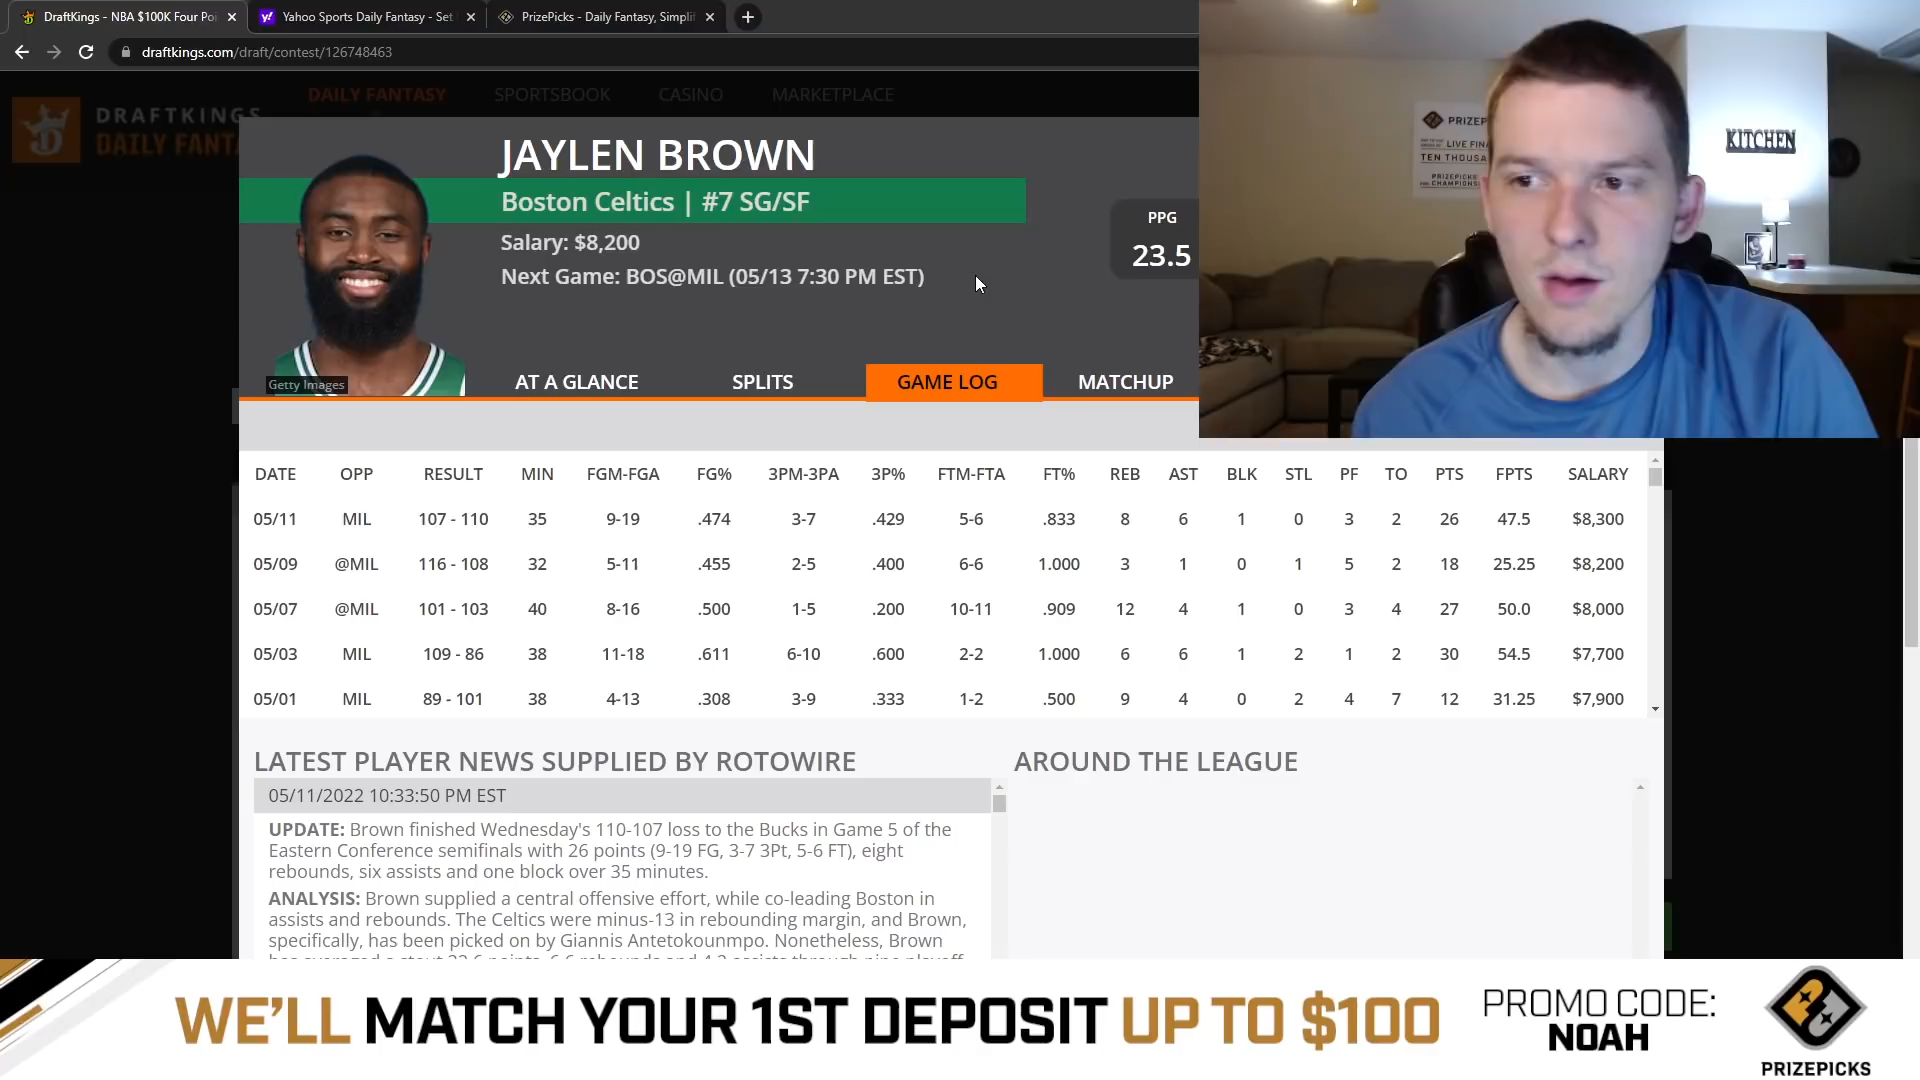 DraftKings - NBA $100K Four Poi
Yahoo Sports Daily Fantasy - Set
PrizePicks - Daily Fantasy, Simplif
draftkings.com/draft/contest/126748463
DRAFTKINGS
DAILY FANTA
DAILY FANTASY SPORTSBOOK CASINO MARKETPLACE
JAYLEN BROWN
Boston Celtics | #7 SG/SF
Salary: $8,200
Next Game: BOS@MIL (05/13 7:30 PM EST)
PPG
23.5
Getty Images
AT A GLANCE SPLITS GAME LOG MATCHUP
PRIZEP
LIVE FIN
TEN THOUSA
PRIZEPICKS
CHAMPIONS
KITCHEN
DATE OPP RESULT MIN FGM-FGA FG% 3PM-3PA 3P% FTM-FTA FT% REB AST BLK STL PF TO PTS FPTS SALARY
05/11 MIL 107 - 110 35 9-19 .474 3-7 .429 5-6 .833 8 6 1 0 3 2 26 47.5 $8,300
05/09 @MIL 116 - 108 32 5-11 .455 2-5 .400 6-6 1.000 3 1 0 1 5 2 18 25.25 $8,200
05/07 @MIL 101 - 103 40 8-16 .500 1-5 .200 10-11 .909 12 4 1 0 3 4 27 50.0 $8,000
05/03 MIL 109 - 86 38 11-18 .611 6-10 .600 2-2 1.000 6 6 1 2 1 2 30 54.5 $7,700
05/01 MIL 89 - 101 38 4-13 .308 3-9 .333 1-2 .500 9 4 0 2 4 7 12 31.25 $7,900
LATEST PLAYER NEWS SUPPLIED BY ROTOWIRE
05/11/2022 10:33:50 PM EST
UPDATE: Brown finished Wednesday's 110-107 loss to the Bucks in Game 5 of the
Eastern Conference semifinals with 26 points (9-19 FG, 3-7 3Pt, 5-6 FT), eight
rebounds, six assists and one block over 35 minutes.
ANALYSIS: Brown supplied a central offensive effort, while co-leading Boston in
assists and rebounds. The Celtics were minus-13 in rebounding margin, and Brown,
specifically, has been picked on by Giannis Antetokounmpo. Nonetheless, Brown
AROUND THE LEAGUE
WE'LL MATCH YOUR 1ST DEPOSIT UP TO $100
PROMO CODE:
NOAH
PRIZEPICKS